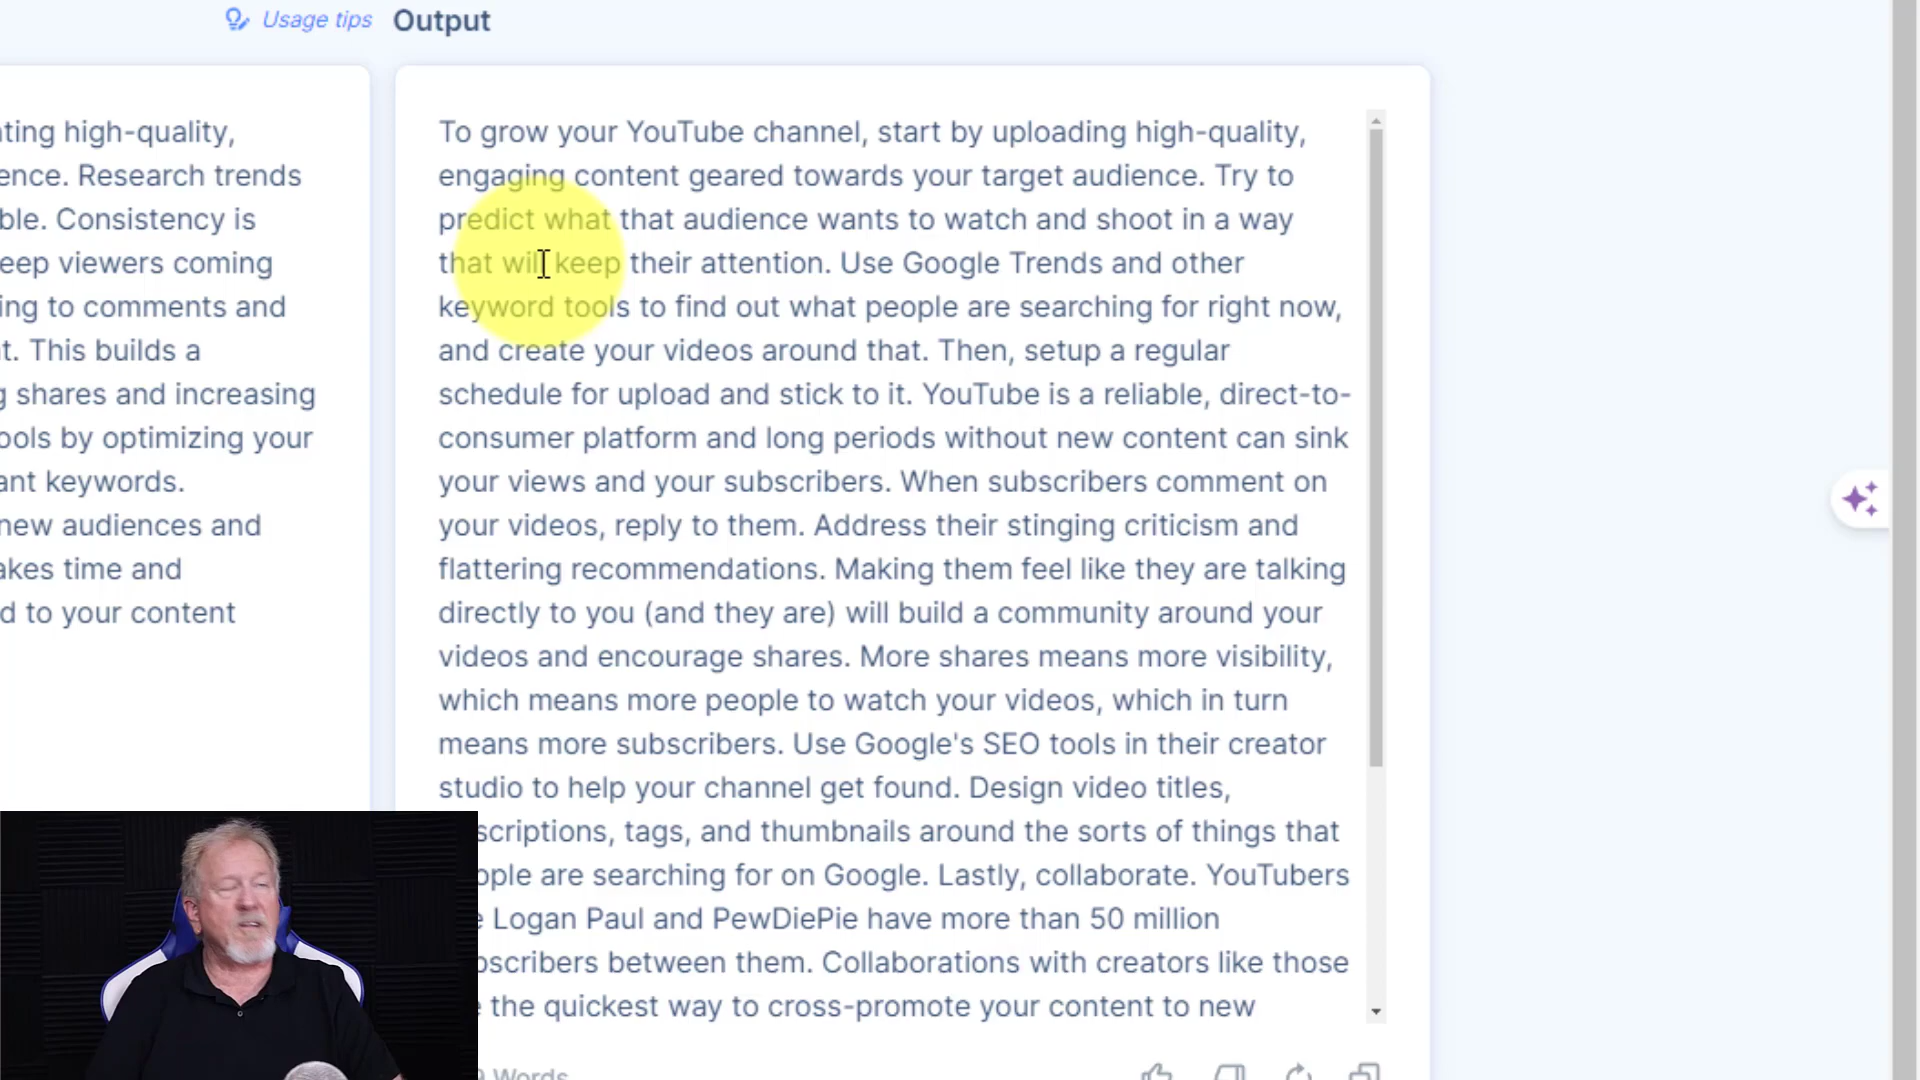 Usage tips
Output
ating high-quality,
ence. Research trends
ble. Consistency is
eep viewers coming
ing to comments and
t. This builds a
g shares and increasing
ools by optimizing your
ant keywords.
new audiences and
akes time and
d to your content
To grow your YouTube channel, start by uploading high-quality,
engaging content geared towards your target audience. Try to
predict what that audience wants to watch and shoot in a way
that will keep their attention. Use Google Trends and other
keyword tools to find out what people are searching for right now,
and create your videos around that. Then, setup a regular
schedule for upload and stick to it. YouTube is a reliable, direct-to-
consumer platform and long periods without new content can sink
your views and your subscribers. When subscribers comment on
your videos, reply to them. Address their stinging criticism and
flattering recommendations. Making them feel like they are talking
directly to you (and they are) will build a community around your
videos and encourage shares. More shares means more visibility,
which means more people to watch your videos, which in turn
means more subscribers. Use Google's SEO tools in their creator
studio to help your channel get found. Design video titles,
scriptions, tags, and thumbnails around the sorts of things that
ople are searching for on Google. Lastly, collaborate. YouTubers
e Logan Paul and PewDiePie have more than 50 million
bscribers between them. Collaborations with creators like those
e the quickest way to cross-promote your content to new
Words